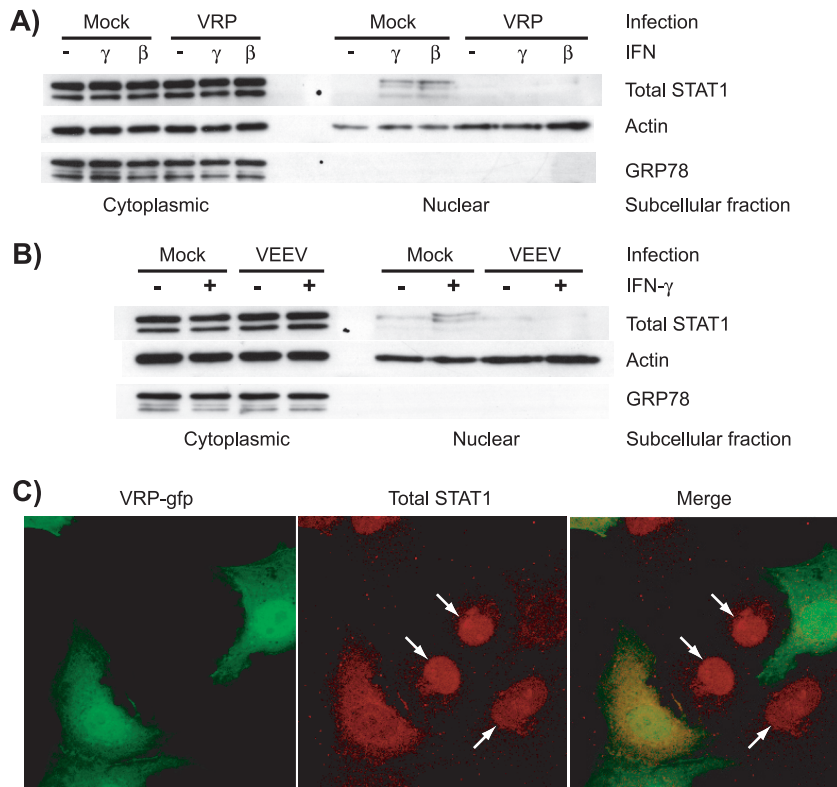 A)
Mock VRP Mock VRP Infection
- γ β - γ β - γ β - γ β IFN
Total STAT1
Actin
GRP78
Cytoplasmic Nuclear Subcellular fraction
B)
Mock VEEV Mock VEEV Infection
- + - + - + - + IFN-γ
Total STAT1
Actin
GRP78
Cytoplasmic Nuclear Subcellular fraction
C)
VRP-gfp Total STAT1 Merge